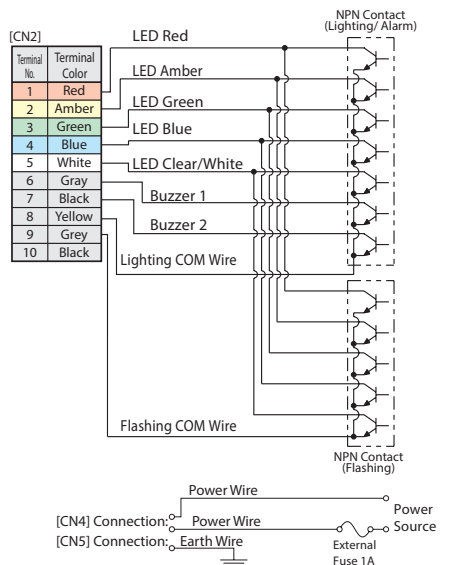 NPN Contact
(Lighting/ Alarm)
[CN2]
Terminal No. Terminal Color
1 Red
2 Amber
3 Green
4 Blue
5 White
6 Gray
7 Black
8 Yellow
9 Grey
10 Black
LED Red
LED Amber
LED Green
LED Blue
LED Clear/White
Buzzer 1
Buzzer 2
Lighting COM Wire
Flashing COM Wire
NPN Contact
(Flashing)
Power Wire
Power
Source
[CN4] Connection: Power Wire
[CN5] Connection: Earth Wire
External
Fuse 1A